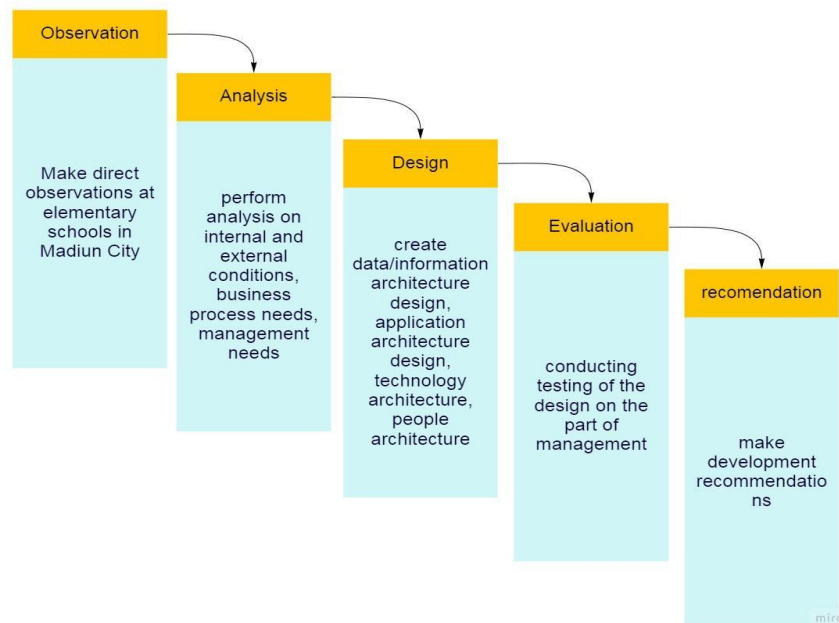 Observation
Make direct
observations at
elementary
schools in
Madiun City
Analysis
perform
analysis on
internal and
external
conditions,
business
process needs,
management
needs
Design
create
data/information
architecture
design,
application
architecture
design,
technology
architecture,
people
architecture
Evaluation
conducting
testing of the
design on the
part of
management
recomendation
make
development
recommendatio
ns